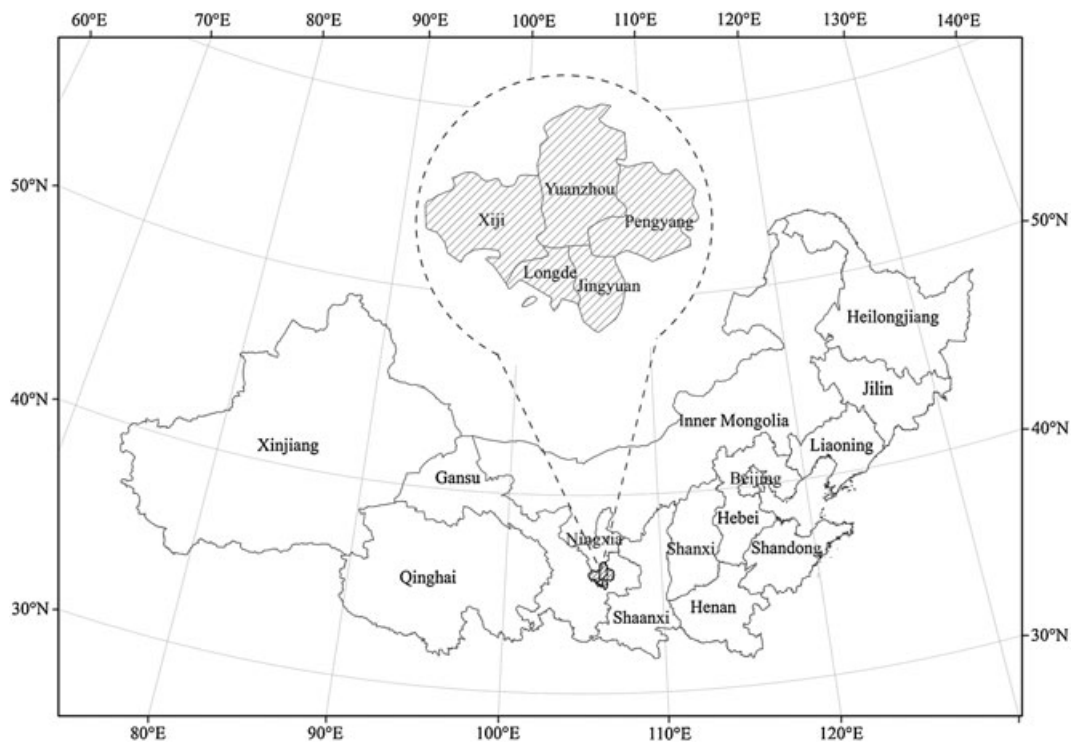 60°E 70°E 80°E 90°E 100°E 110°E 120°E 130°E 140°E
Yuanzhou
Xiji
Pengyang
Longde
Jingyuan
50°N
50°N
Heilongjiang
Jilin
40°N
Inner Mongolia
40°N
Xinjiang
Liaoning
Gansu
Beijing
Hebei
Ningxia
Shanxi
Shandong
Qinghai
30°N
Shaanxi
Henan
30°N
80°E 90°E 100°E 110°E 120°E